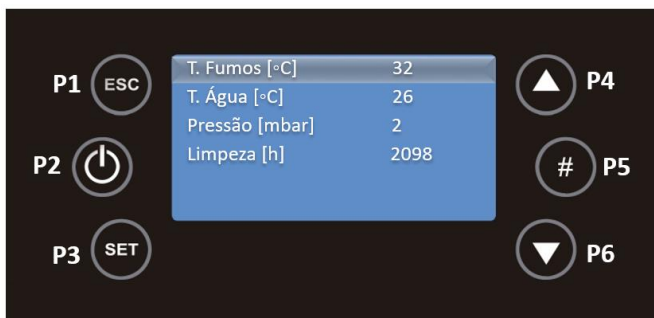 P1 ESC
P2
P3 SET
T. Fumos [◦C] 32
T. Água [◦C] 26
Pressão [mbar] 2
Limpeza [h] 2098
P4
# P5
P6